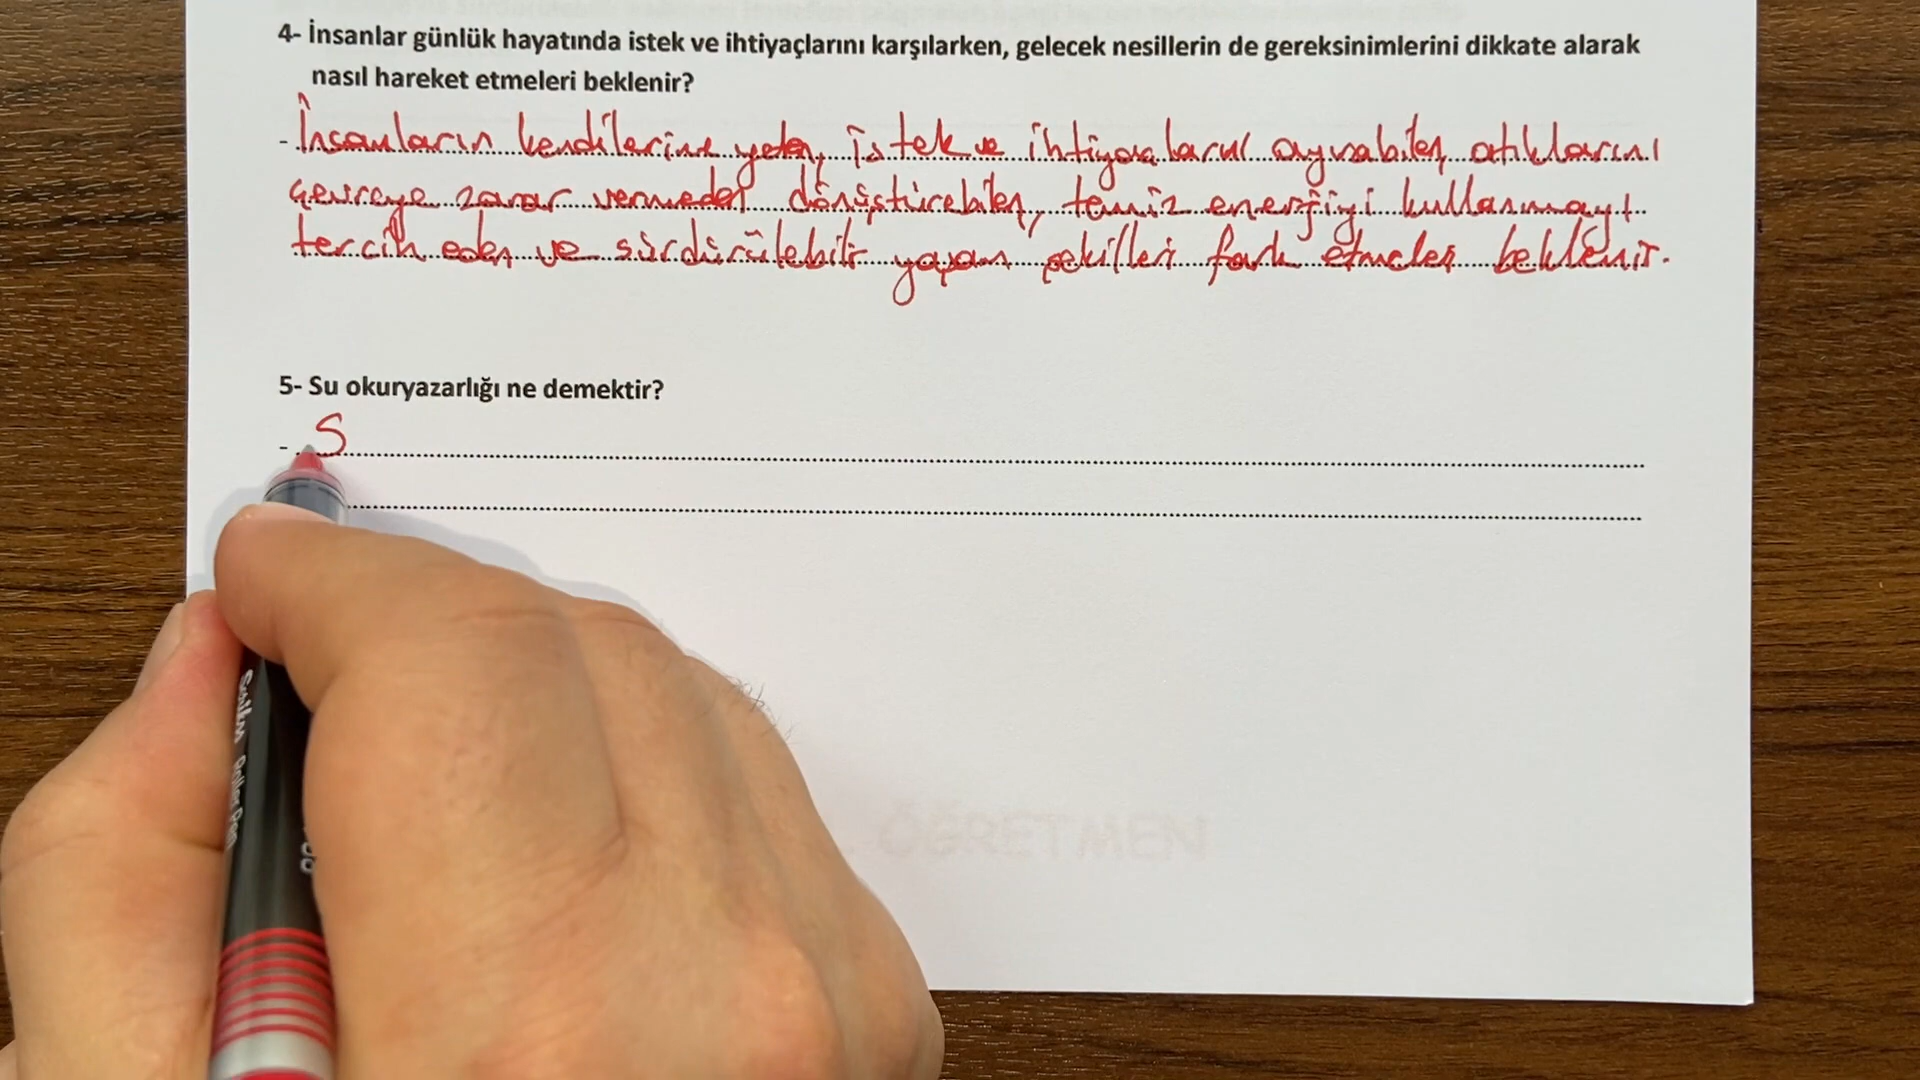 4- İnsanlar günlük hayatında istek ve ihtiyaçlarını karşılarken, gelecek nesillerin de gereksinimlerini dikkate alarak
nasıl hareket etmeleri beklenir?
- İnsanların kendilerine yeten, istek ve ihtiyaçlarını ayırabilen, atıklarını
çevreye zarar vermeden dönüştürebilen, temiz enerjiyi kullanmayı
tercih eden ve sürdürülebilir yaşam şekilleri fark etmeleri beklenir.
5- Su okuryazarlığı ne demektir?
- S
ÖĞRETMEN